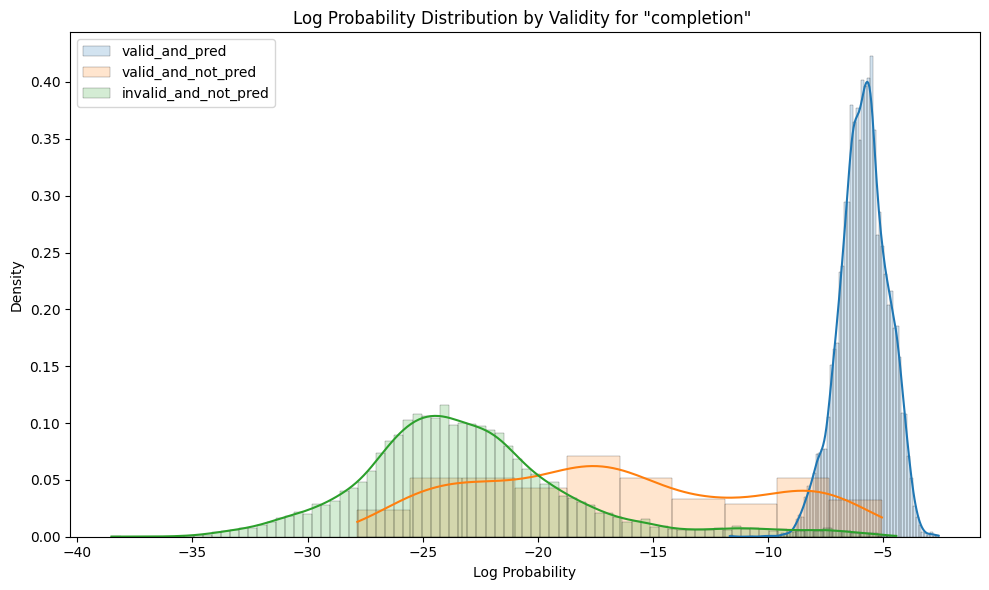 Log Probability Distribution by Validity for "completion"
valid_and_pred
valid_and_not_pred
invalid_and_not_pred
0.40
0.35
0.30
0.25
0.20
0.15
0.10
0.05
0.00
Density
−40 −35 −30 −25 −20 −15 −10 −5
Log Probability